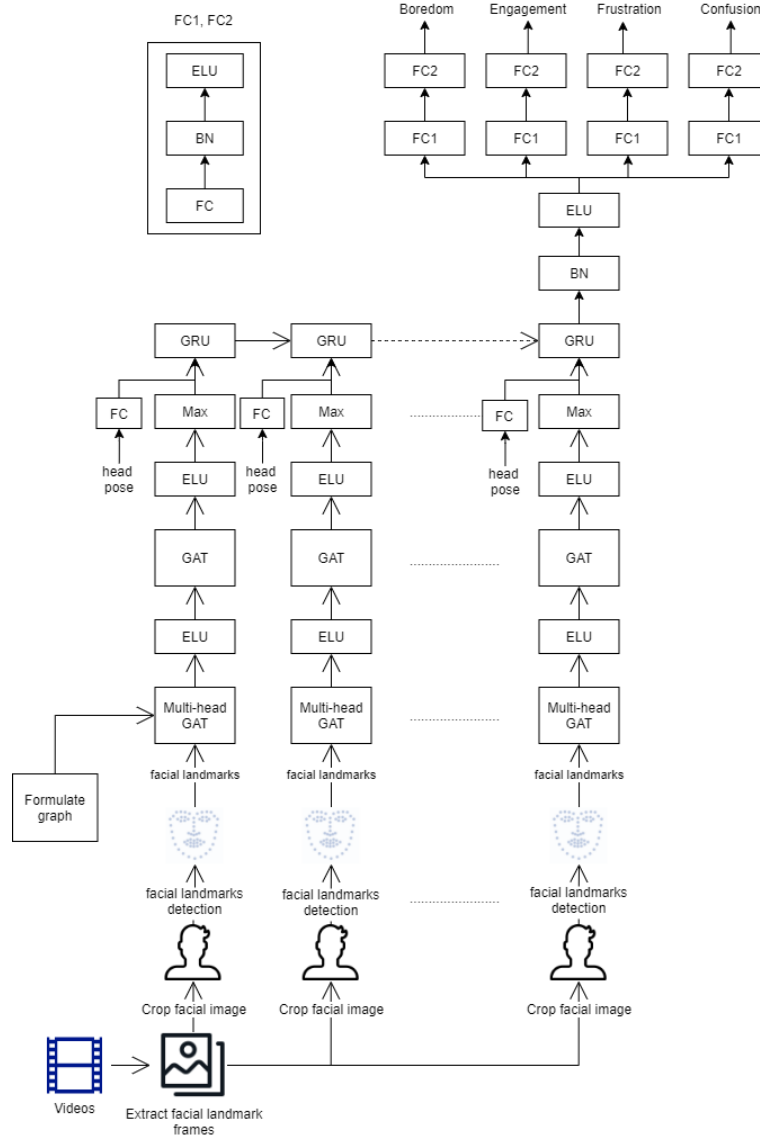 Boredom Engagement Frustration Confusion
FC1, FC2
ELU FC2 FC2 FC2 FC2
BN FC1 FC1 FC1 FC1
FC ELU
BN
GRU GRU GRU
FC Max FC Max FC Max
head
pose
head
pose
head
pose
ELU ELU ELU
GAT GAT GAT
ELU ELU ELU
Multi-head
GAT
Multi-head
GAT
Multi-head
GAT
facial landmarks facial landmarks facial landmarks
Formulate
graph
facial landmarks
detection
facial landmarks
detection
facial landmarks
detection
Crop facial image Crop facial image Crop facial image
Videos
Extract facial landmark
frames